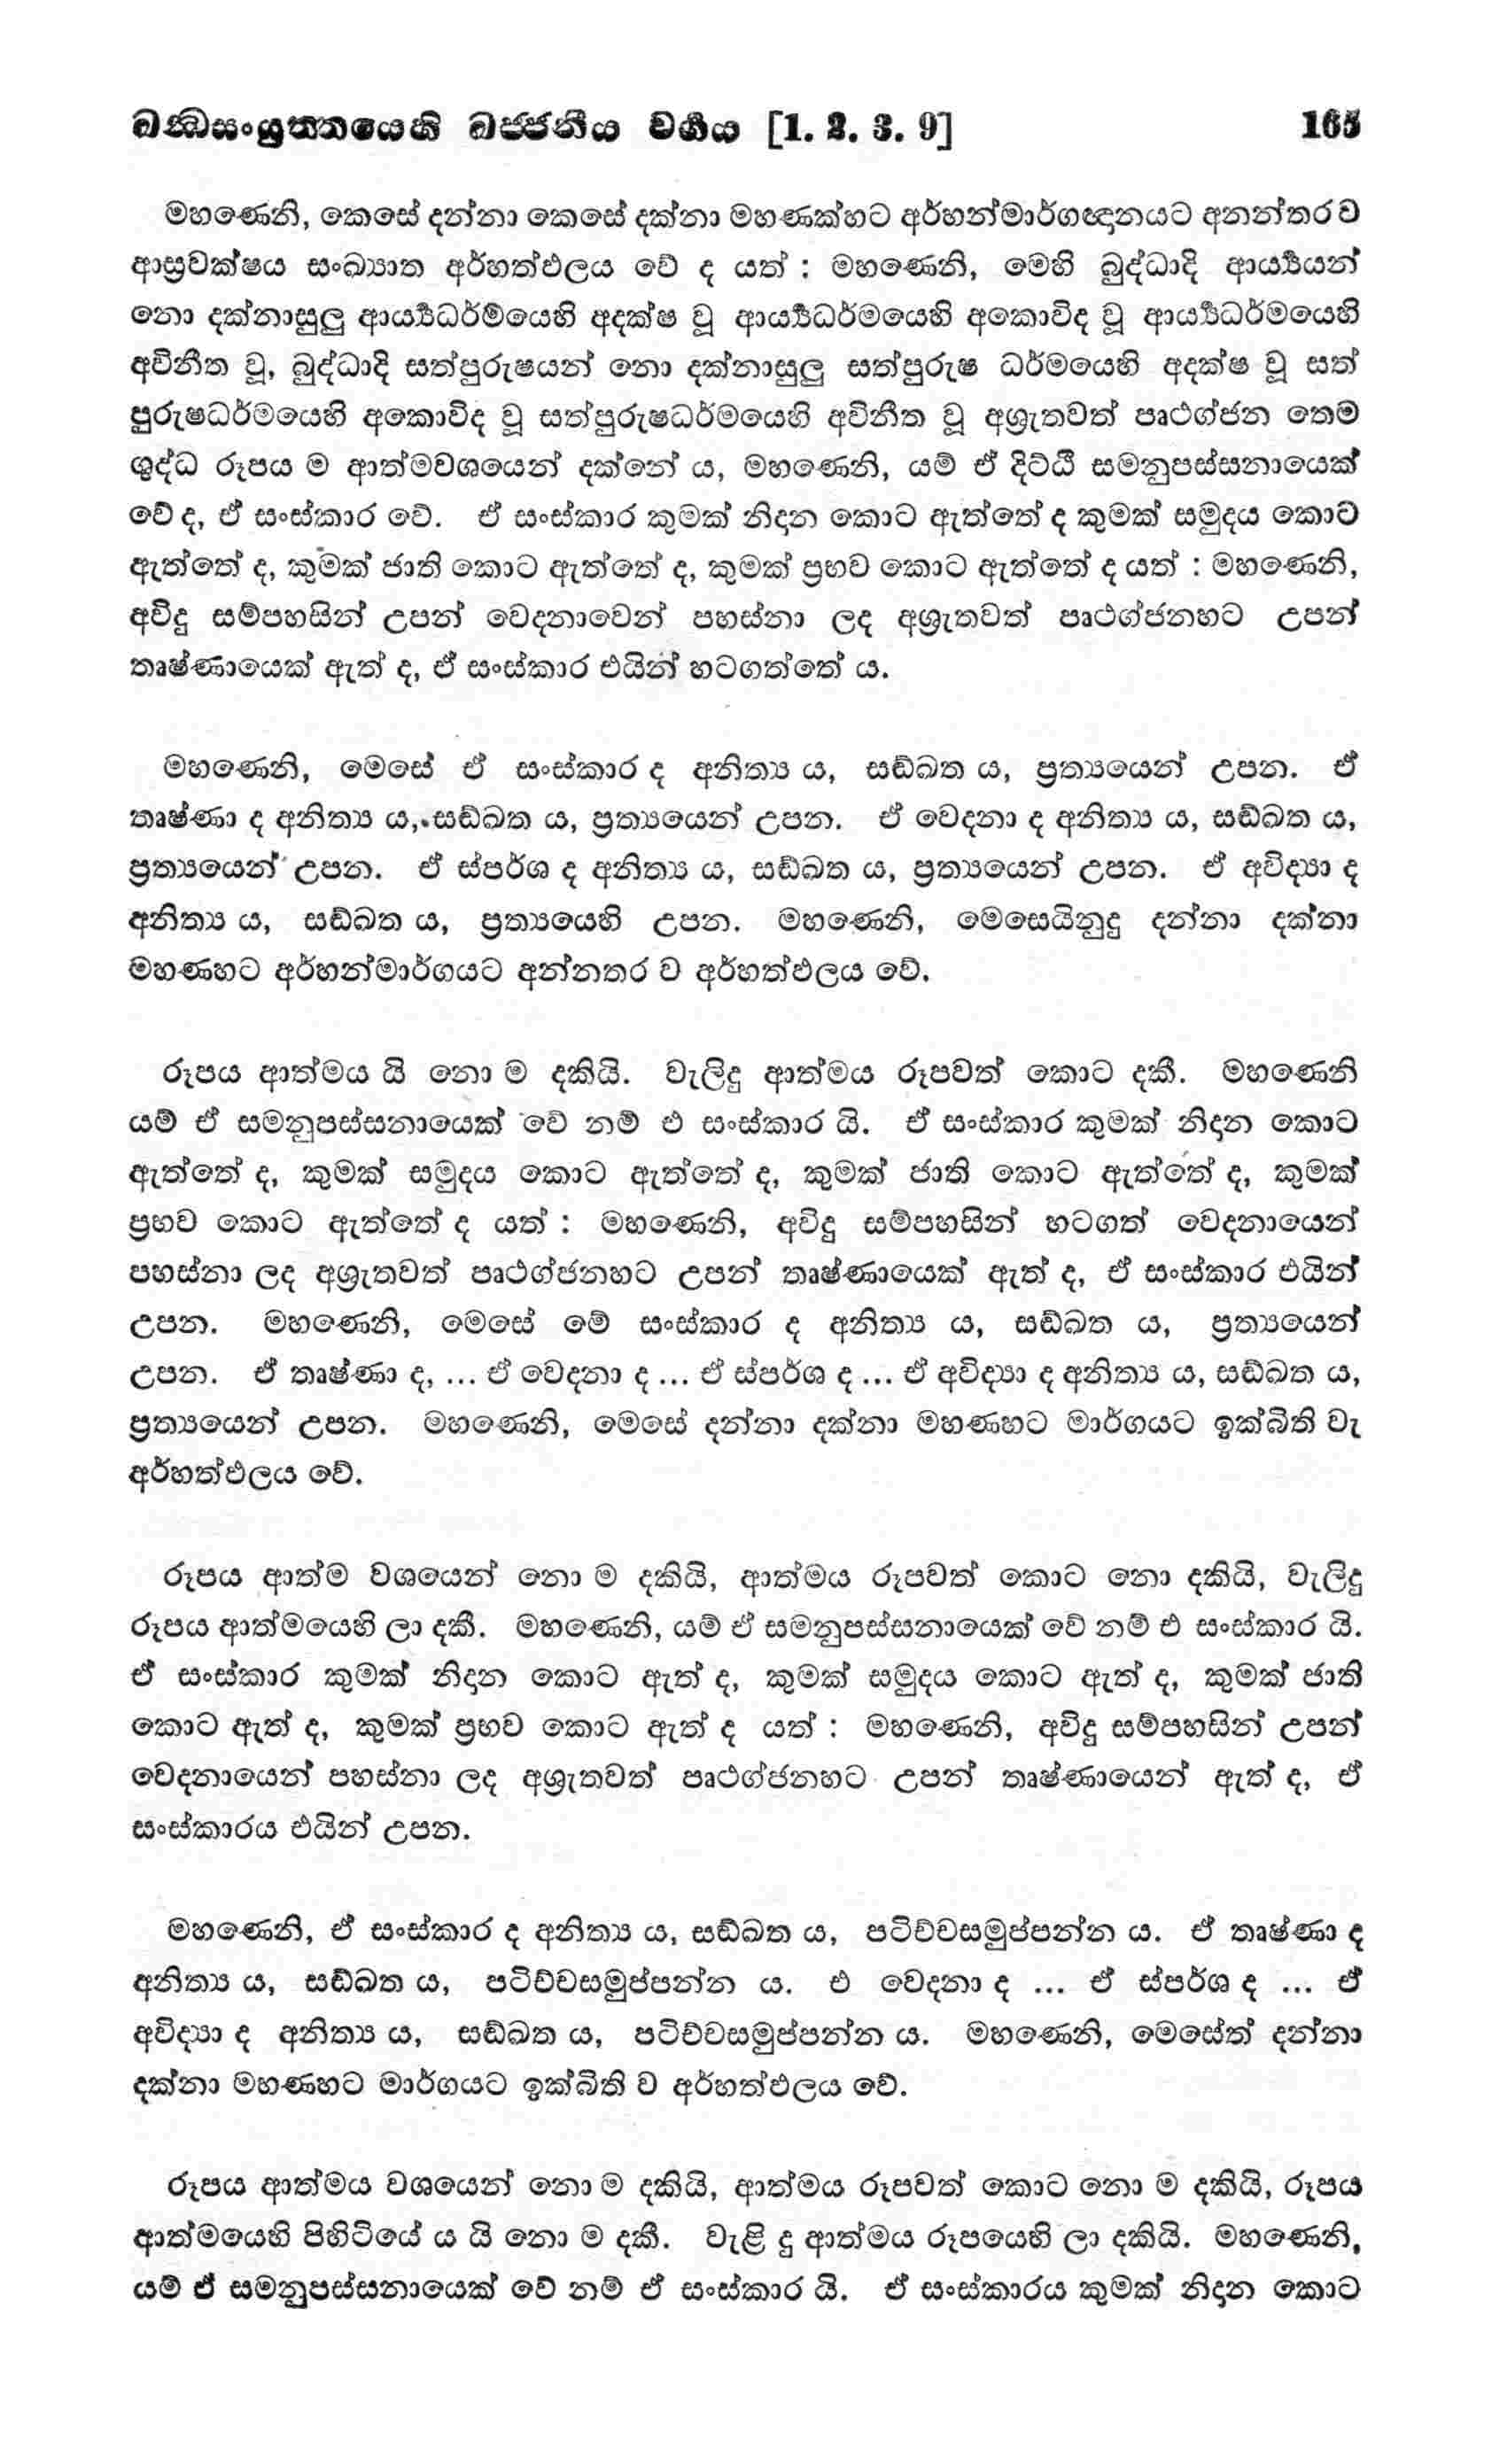 ඛන්ධසංයුත්තයෙහි ඛජ්ජනීය වර්ගය [1. 2. 3. 9] 165
මහණෙනි, කෙසේ දන්නා කෙසේ දක්නා මහණක්හට අර්හන්මාර්ගඥානයට අනන්තර ව
ආස්‍රවක්ෂය සංඛ්‍යාත අර්හත්ඵලය වේ ද යත් : මහණෙනි, මෙහි බුද්ධාදි ආර්‍ය්‍යයන්
නො දක්නාසුලු ආර්‍ය්‍යධර්මයෙහි අදක්ෂ වූ ආර්‍ය්‍යධර්මයෙහි අකොවිද වූ ආර්‍ය්‍යධර්මයෙහි
අවිනීත වූ, බුද්ධාදි සත්පුරුෂයන් නො දක්නාසුලු සත්පුරුෂ ධර්මයෙහි අදක්ෂ වූ සත්
පුරුෂධර්මයෙහි අකොවිද වූ සත්පුරුෂධර්මයෙහි අවිනීත වූ අශ්‍රැතවත් පෘථග්ජන තෙම
ශුද්ධ රූපය ම ආත්මවශයෙන් දක්නේ ය, මහණෙනි, යම් ඒ දිට්ඨි සමනුපස්සනායෙක්
වේ ද, ඒ සංස්කාර වේ. ඒ සංස්කාර කුමක් නිදාන කොට ඇත්තේ ද කුමක් සමුදය කොට
ඇත්තේ ද, කුමක් ජාති කොට ඇත්තේ ද, කුමක් ප්‍රභව කොට ඇත්තේ ද යත් : මහණෙනි,
අවිදු සම්පහසින් උපන් වෙදනාවෙන් පහස්නා ලද අශ්‍රැතවත් පෘථග්ජනහට උපන්
තෘෂ්ණායෙක් ඇත් ද, ඒ සංස්කාර එයින් හටගත්තේ ය.
මහණෙනි, මෙසේ ඒ සංස්කාර ද අනිත්‍ය ය, සඞ්ඛත ය, ප්‍රත්‍යයෙන් උපන. ඒ
තෘෂ්ණා ද අනිත්‍ය ය, සඞ්ඛත ය, ප්‍රත්‍යයෙන් උපන. ඒ වෙදනා ද අනිත්‍ය ය, සඞ්ඛත ය,
ප්‍රත්‍යයෙන් උපන. ඒ ස්පර්ශ ද අනිත්‍ය ය, සඞ්ඛත ය, ප්‍රත්‍යයෙන් උපන. ඒ අවිද්‍යා ද
අනිත්‍ය ය, සඞ්ඛත ය, ප්‍රත්‍යයෙහි උපන. මහණෙනි, මෙසෙයිනුදු දන්නා දක්නා
මහණහට අර්හන්මාර්ගයට අන්නතර ව අර්හත්ඵලය වේ.
රූපය ආත්මය යි නො ම දකියි. වැලිදු ආත්මය රූපවත් කොට දකී. මහණෙනි
යම් ඒ සමනුපස්සනායෙක් වේ නම් එ සංස්කාර යි. ඒ සංස්කාර කුමක් නිදාන කොට
ඇත්තේ ද, කුමක් සමුදය කොට ඇත්තේ ද, කුමක් ජාති කොට ඇත්තේ ද, කුමක්
ප්‍රභව කොට ඇත්තේ ද යත් : මහණෙනි, අවිදු සම්පහසින් හටගත් වෙදනායෙන්
පහස්නා ලද අශ්‍රැතවත් පෘථග්ජනහට උපන් තෘෂ්ණායෙක් ඇත් ද, ඒ සංස්කාර එයින්
උපන. මහණෙනි, මෙසේ මේ සංස්කාර ද අනිත්‍ය ය, සඞ්ඛත ය, ප්‍රත්‍යයෙන්
උපන. ඒ තෘෂ්ණා ද, ... ඒ වෙදනා ද ... ඒ ස්පර්ශ ද ... ඒ අවිද්‍යා ද අනිත්‍ය ය, සඞ්ඛත ය,
ප්‍රත්‍යයෙන් උපන. මහණෙනි, මෙසේ දන්නා දක්නා මහණහට මාර්ගයට ඉක්බිති වැ
අර්හත්ඵලය වේ.
රූපය ආත්ම වශයෙන් නො ම දකියි, ආත්මය රූපවත් කොට නො දකියි, වැලිදු
රූපය ආත්මයෙහි ලා දකී. මහණෙනි, යම් ඒ සමනුපස්සනායෙක් වේ නම් එ සංස්කාර යි.
ඒ සංස්කාර කුමක් නිදාන කොට ඇත් ද, කුමක් සමුදය කොට ඇත් ද, කුමක් ජාති
කොට ඇත් ද, කුමක් ප්‍රභව කොට ඇත් ද යත් : මහණෙනි, අවිදු සම්පහසින් උපන්
වෙදනායෙන් පහස්නා ලද අශ්‍රැතවත් පෘථග්ජනහට උපන් තෘෂ්ණායෙන් ඇත් ද, ඒ
සංස්කාරය එයින් උපන.
මහණෙනි, ඒ සංස්කාර ද අනිත්‍ය ය, සඞ්ඛත ය, පටිච්චසමුප්පන්න ය. ඒ තෘෂ්ණා ද
අනිත්‍ය ය, සඞ්ඛත ය, පටිච්චසමුප්පන්න ය. එ වෙදනා ද ... ඒ ස්පර්ශ ද ... ඒ
අවිද්‍යා ද අනිත්‍ය ය, සඞ්ඛත ය, පටිච්චසමුප්පන්න ය. මහණෙනි, මෙසේත් දන්නා
දක්නා මහණහට මාර්ගයට ඉක්බිති ව අර්හත්ඵලය වේ.
රූපය ආත්මය වශයෙන් නො ම දකියි, ආත්මය රූපවත් කොට නො ම දකියි, රූපය
ආත්මයෙහි පිහිටියේ ය යි නො ම දකී. වැළි දු ආත්මය රූපයෙහි ලා දකියි. මහණෙනි,
යම් ඒ සමනුපස්සනායෙක් වේ නම් ඒ සංස්කාර යි. ඒ සංස්කාරය කුමක් නිදාන කොට